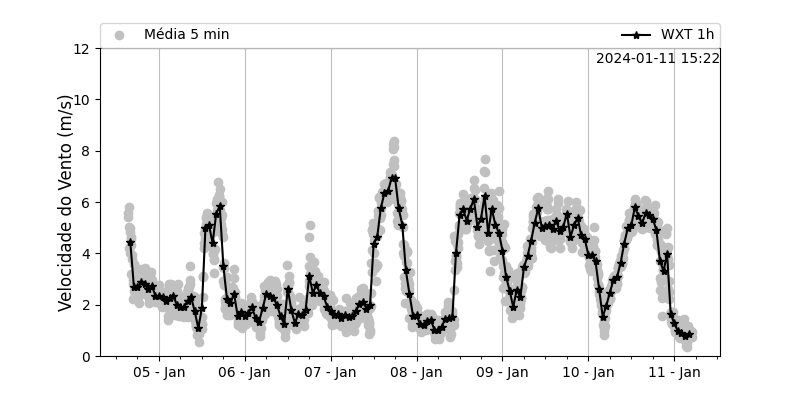 Média 5 min
WXT 1h
2024-01-11 15:22
Velocidade do Vento (m/s)
12
10
8
6
4
2
0
05 - Jan
06 - Jan
07 - Jan
08 - Jan
09 - Jan
10 - Jan
11 - Jan